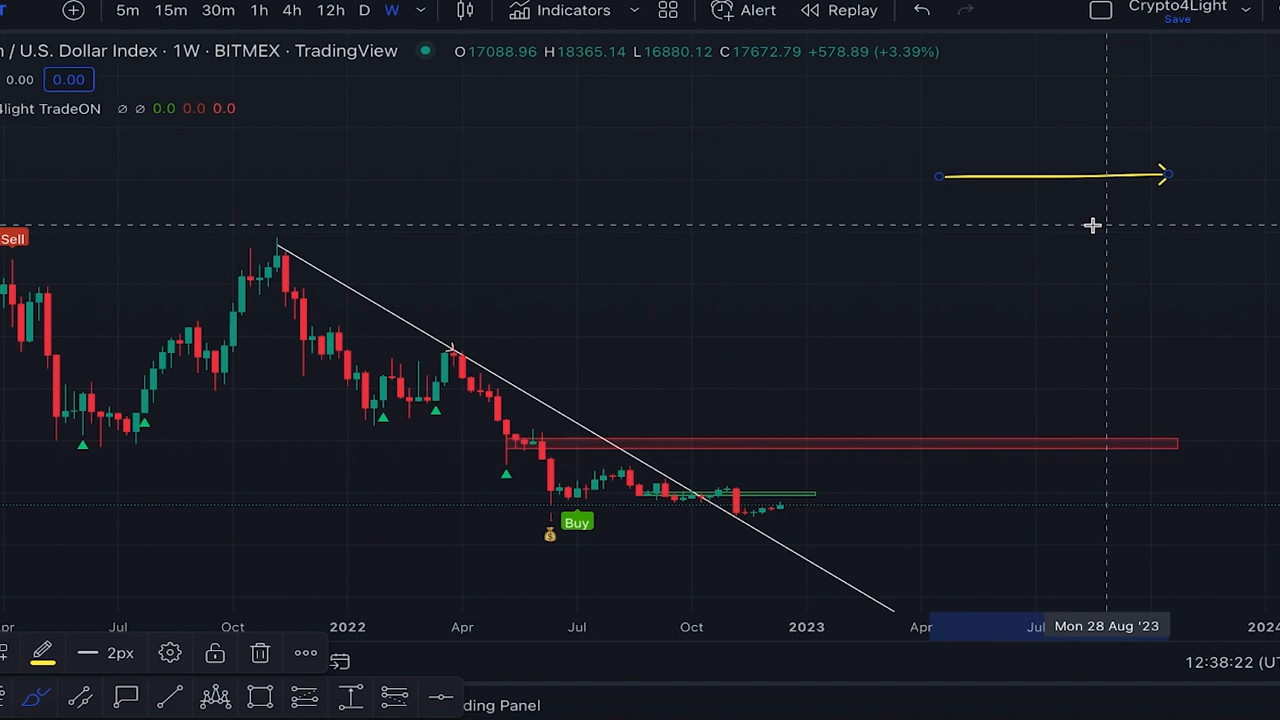 5m 15m 30m 1h 4h 12h D W Indicators Alert Replay Crypto4Light
Save
/ U.S. Dollar Index · 1W · BITMEX · TradingView O17088.96 H18365.14 L16880.12 C17672.79 +578.89 (+3.39%)
0.00 0.00
4light TradeON ∅ ∅ 0.0 0.0 0.0
Sell
Buy
Jul Oct 2022 Apr Jul Oct 2023 Apr Mon 28 Aug '23 2024
2px
12:38:22 (UT
ding Panel